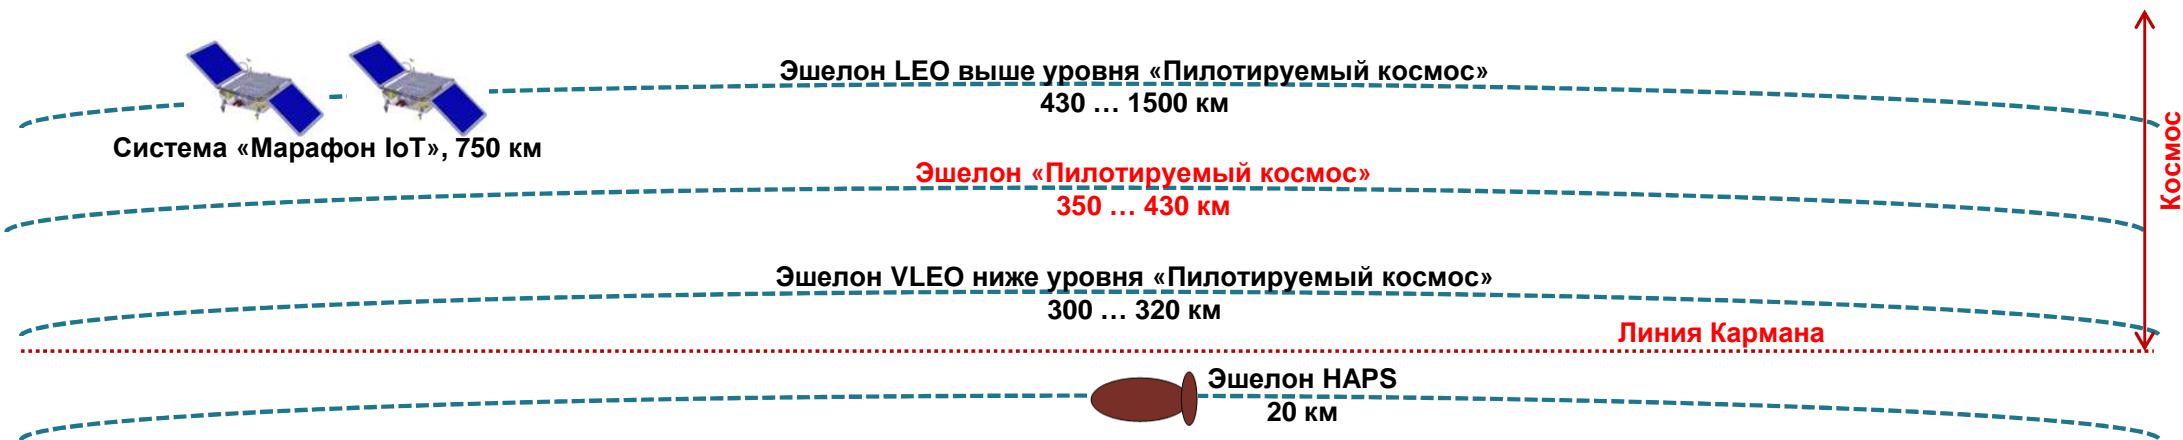 Эшелон LEO выше уровня «Пилотируемый космос»
430 … 1500 км
Система «Марафон IoT», 750 км
Космос
Эшелон «Пилотируемый космос»
350 … 430 км
Эшелон VLEO ниже уровня «Пилотируемый космос»
300 … 320 км
Линия Кармана
Эшелон HAPS
20 км